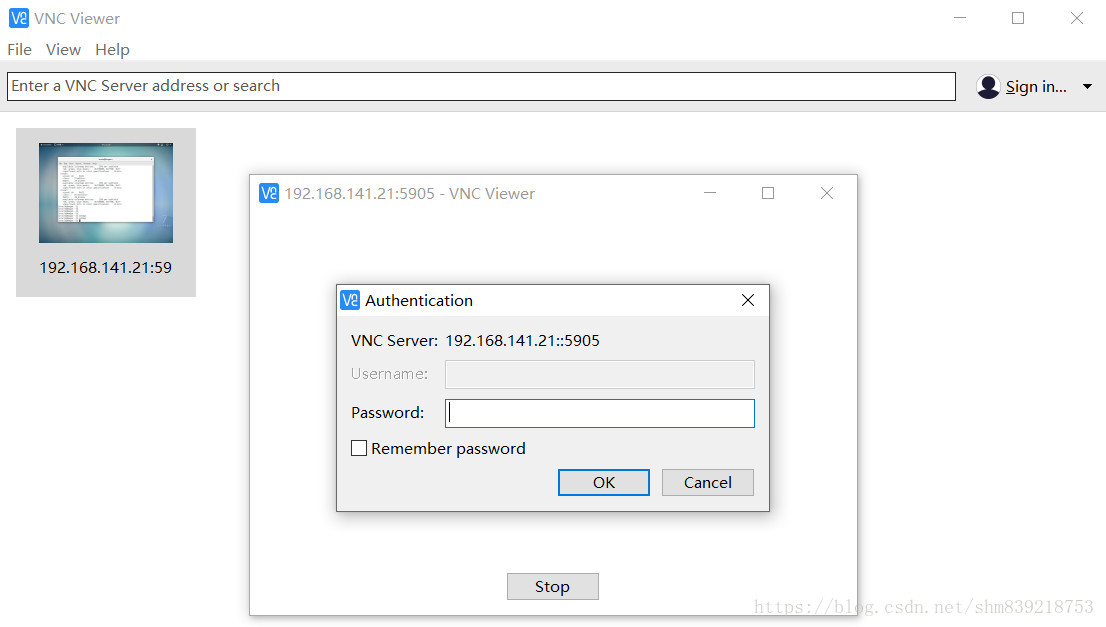 VNC Viewer
File View Help
Enter a VNC Server address or search
Sign in...
192.168.141.21:59
192.168.141.21:5905 - VNC Viewer
Authentication
VNC Server: 192.168.141.21::5905
Username:
Password:
Remember password
OK Cancel
Stop
https://blog.csdn.net/shm839218753